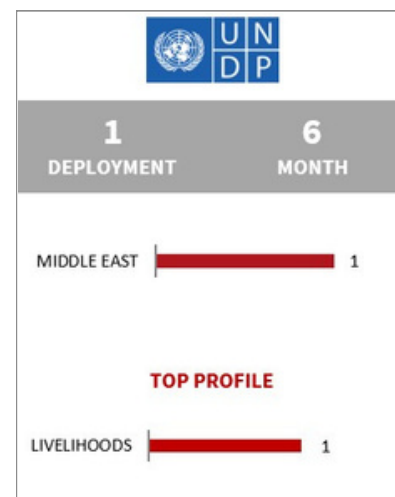 U N
D P
1 6
DEPLOYMENT MONTH
MIDDLE EAST 1
TOP PROFILE
LIVELIHOODS 1